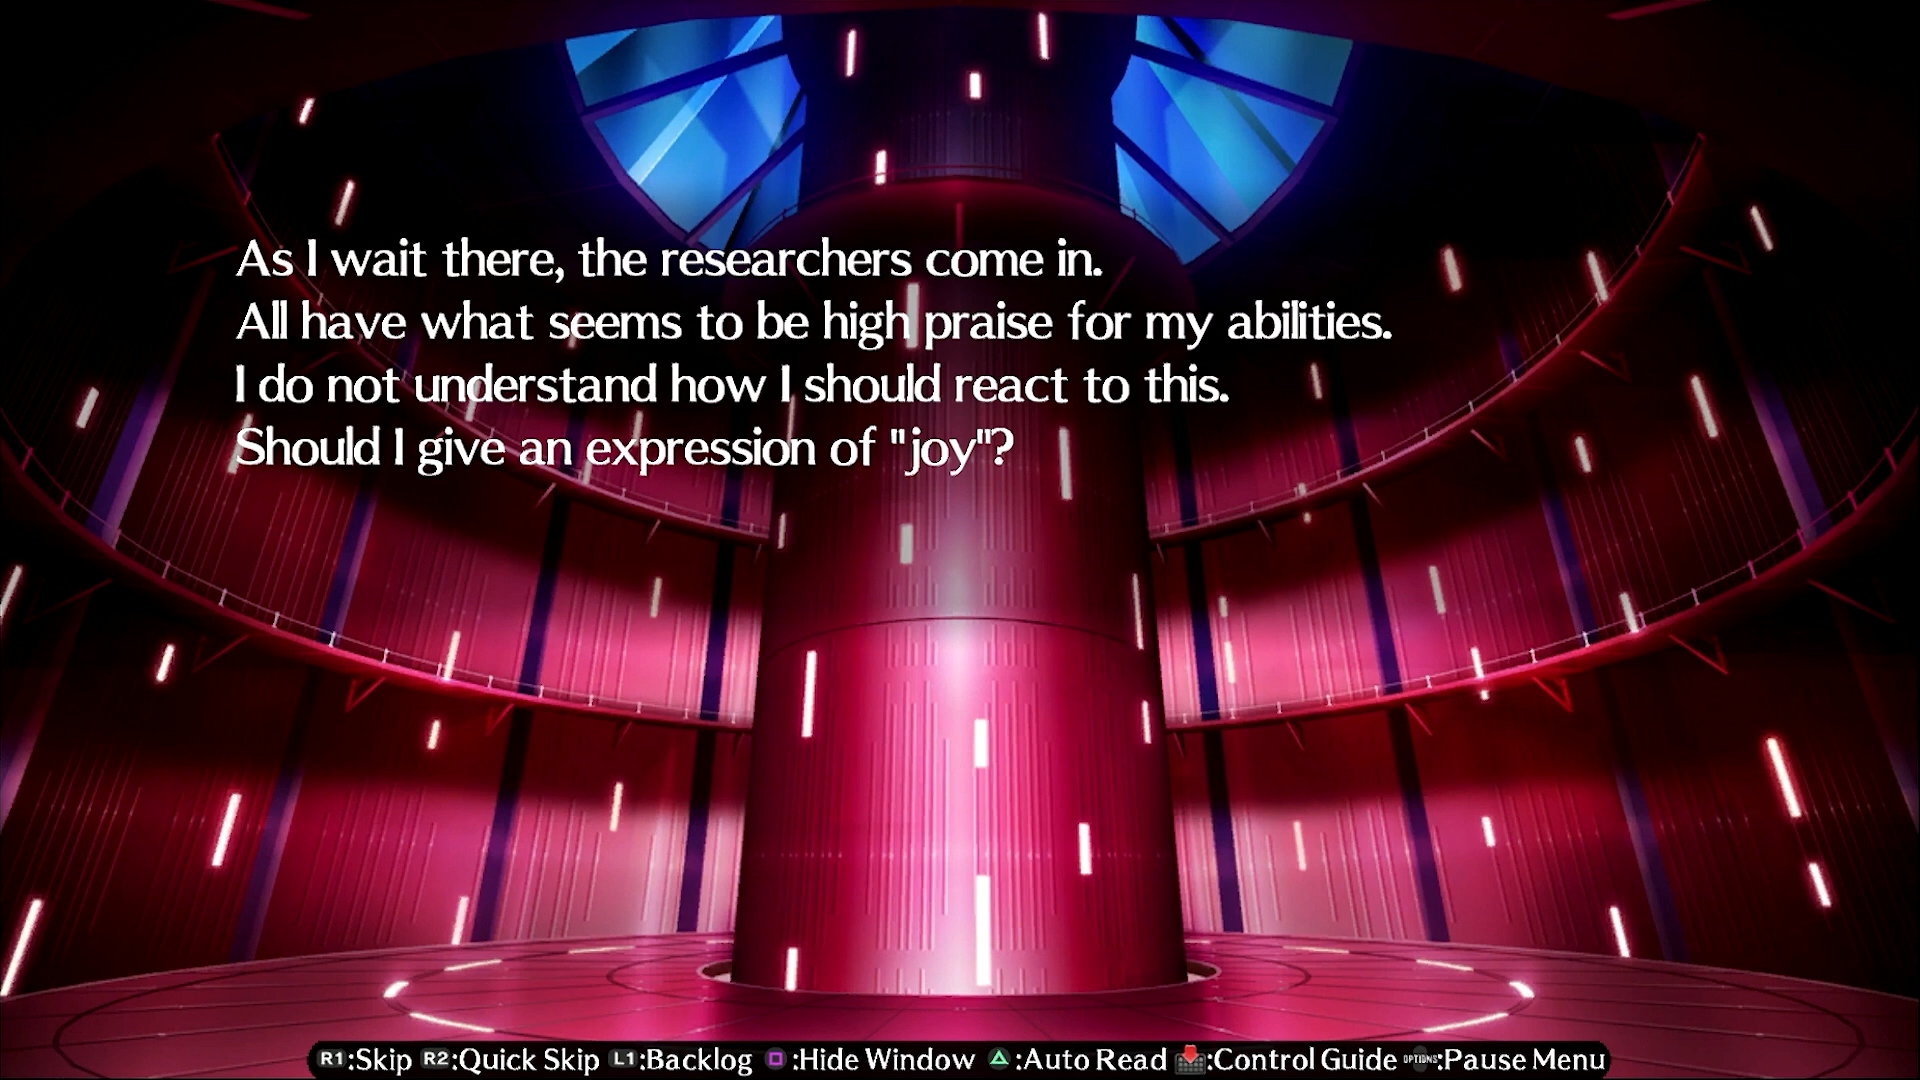 As I wait there, the researchers come in.
All have what seems to be high praise for my abilities.
I do not understand how I should react to this.
Should I give an expression of "joy"?
R1:Skip R2:Quick Skip L1:Backlog :Hide Window :Auto Read :Control Guide OPTIONS:Pause Menu